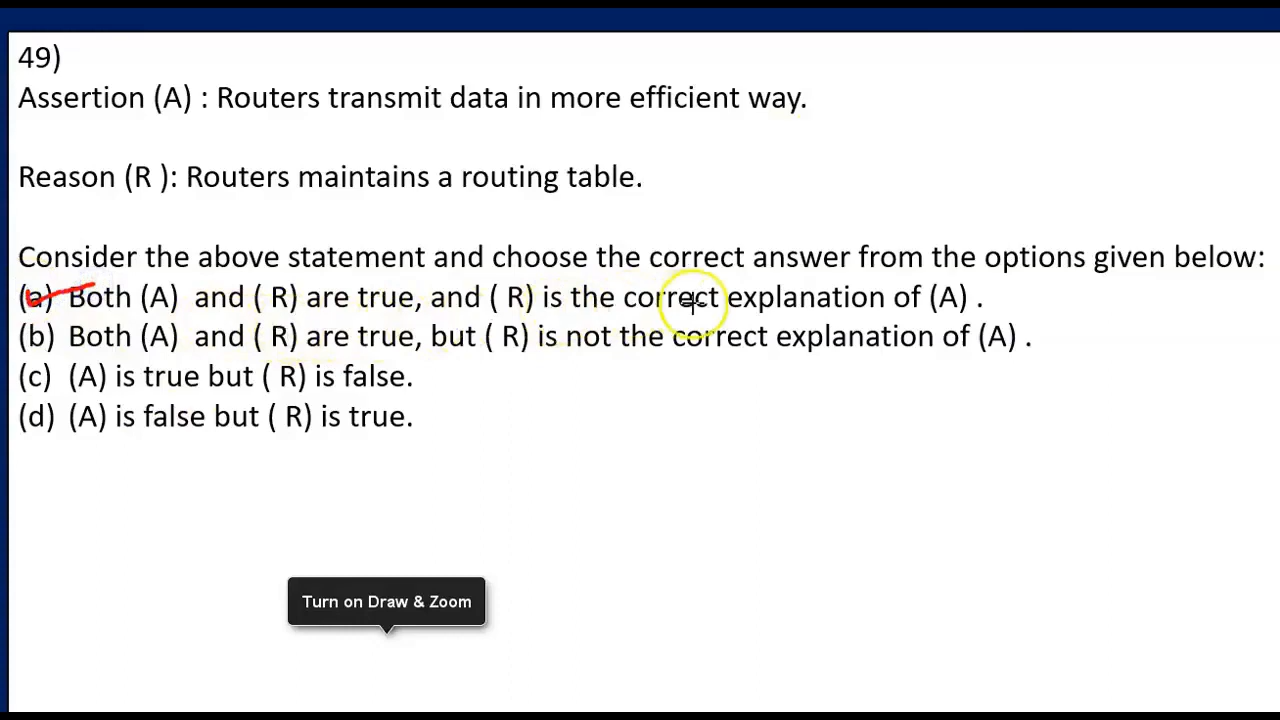 49)
Assertion (A) : Routers transmit data in more efficient way.
Reason (R ): Routers maintains a routing table.
Consider the above statement and choose the correct answer from the options given below:
(a) Both (A) and ( R) are true, and ( R) is the correct explanation of (A) .
(b) Both (A) and ( R) are true, but ( R) is not the correct explanation of (A) .
(c) (A) is true but ( R) is false.
(d) (A) is false but ( R) is true.
Turn on Draw & Zoom